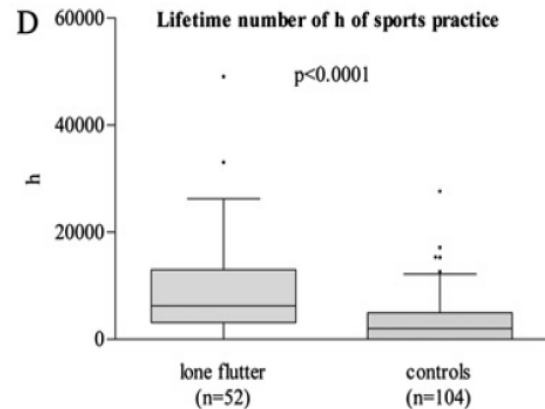 D
Lifetime number of h of sports practice
p<0.0001
60000
40000
20000
0
h
lone flutter
(n=52)
controls
(n=104)